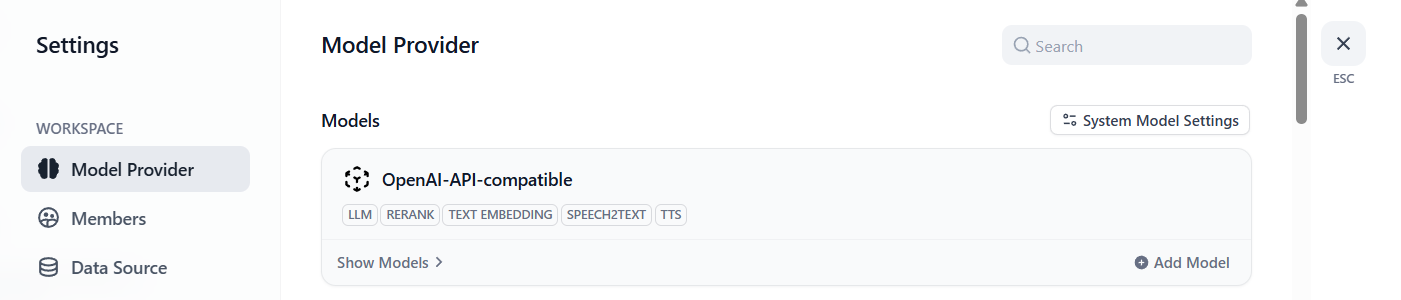 Settings
WORKSPACE
Model Provider
Members
Data Source
Model Provider
Search
ESC
Models
System Model Settings
OpenAI-API-compatible
LLM RERANK TEXT EMBEDDING SPEECH2TEXT TTS
Show Models
Add Model